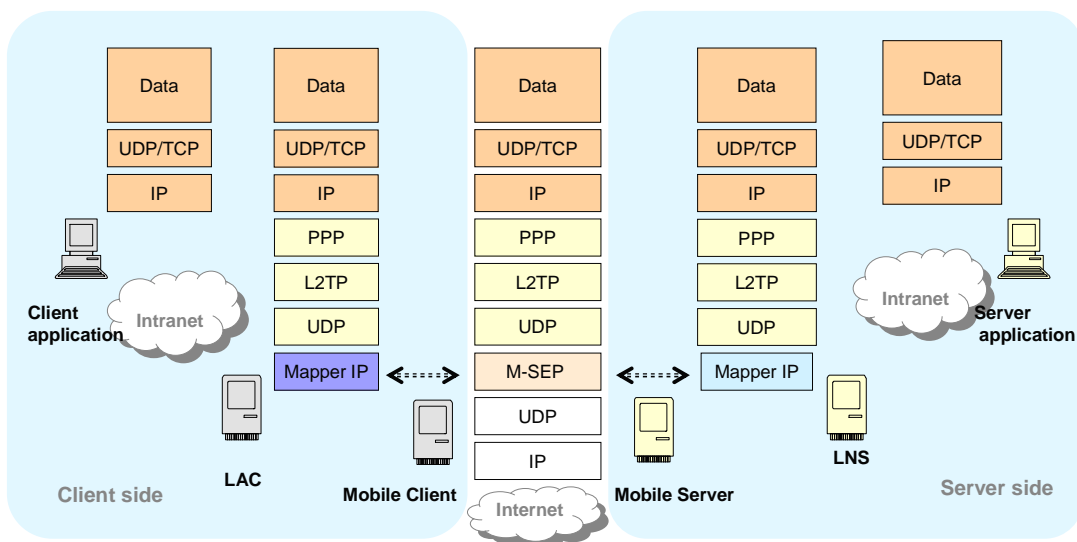 Data
UDP/TCP
IP
Client
application
Intranet
Data
UDP/TCP
IP
PPP
L2TP
UDP
Mapper IP
LAC
Mobile Client
Client side
Data
UDP/TCP
IP
PPP
L2TP
UDP
M-SEP
UDP
IP
Internet
Data
UDP/TCP
IP
PPP
L2TP
UDP
Mapper IP
Mobile Server
LNS
Data
UDP/TCP
IP
Intranet
Server
application
Server side